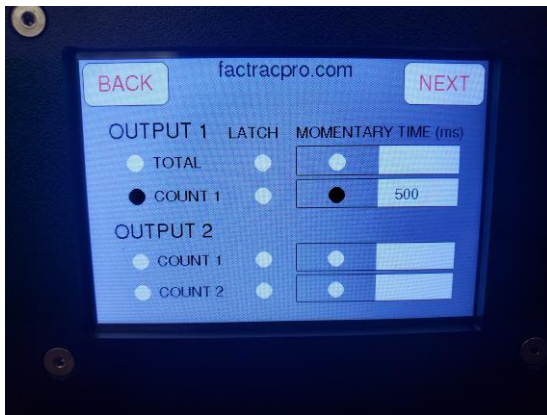 factracpro.com
BACK
NEXT
OUTPUT 1 LATCH MOMENTARY TIME (ms)
TOTAL
COUNT 1 500
OUTPUT 2
COUNT 1
COUNT 2